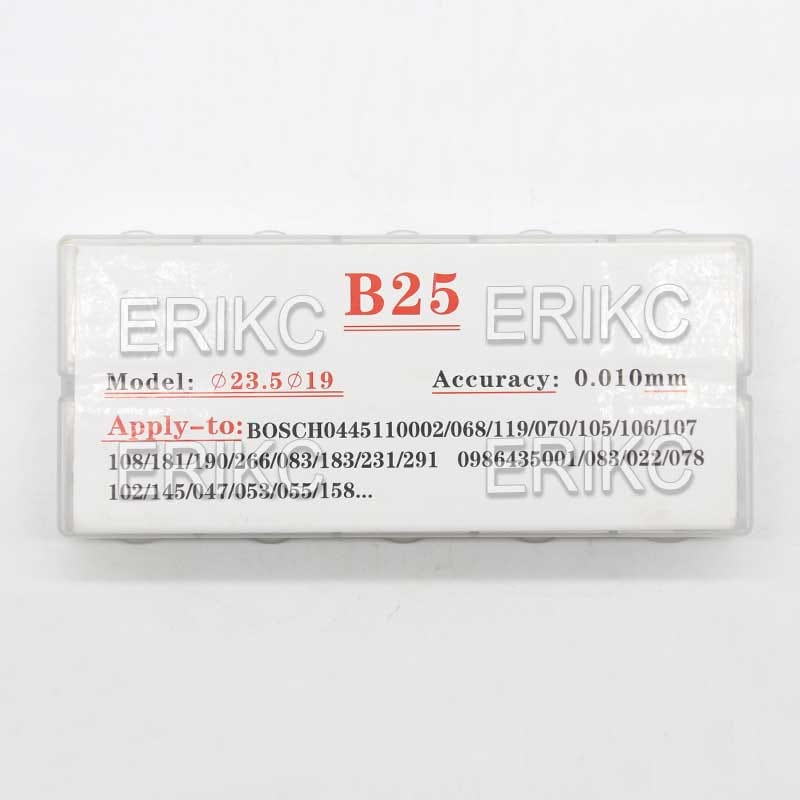 B25
ERIKC ERIKC
Model: Ø23.5Ø19 Accuracy: 0.010mm
Apply-to: BOSCH0445110002/068/119/070/105/106/107
108/181/190/266/083/183/231/291 0986435001/083/022/078
ERIKC ERIKC
102/145/047/053/055/158...